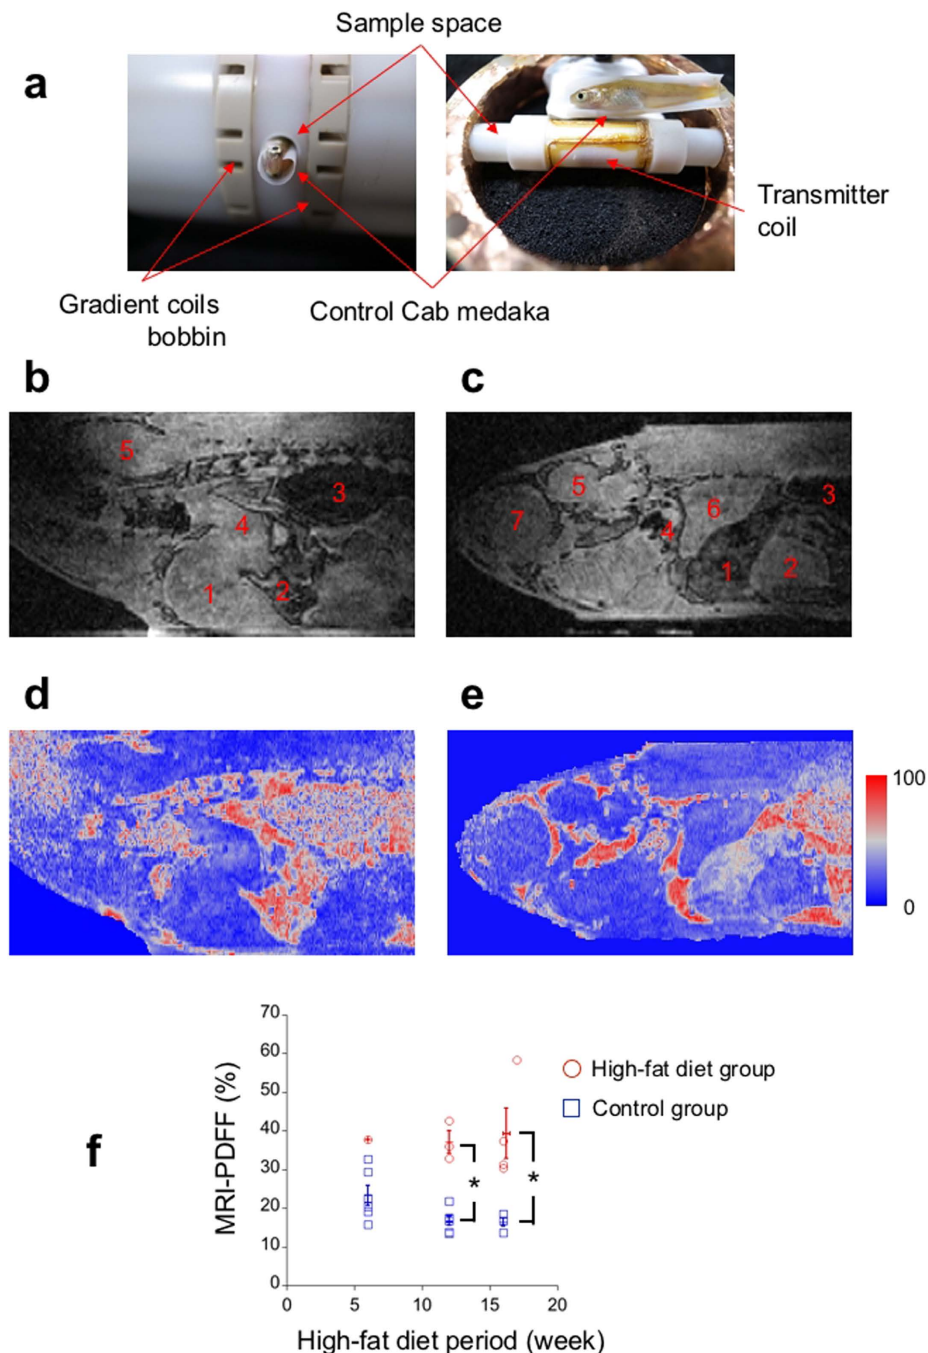 Sample space
a
Transmitter
coil
Gradient coils
bobbin
Control Cab medaka
b
c
5
3
4
1
2
5
7
6
4
3
1
2
d
e
100
0
f
MRI-PDFF (%)
70
60
50
40
30
20
10
0
*
*
High-fat diet group
Control group
0
5
10
15
20
High-fat diet period (week)